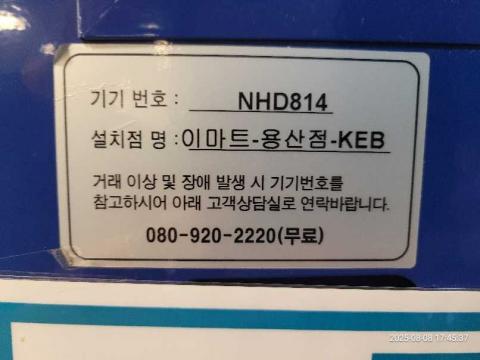 기기 번호 : NHD814
설치점 명 : 이마트-용산점-KEB
거래 이상 및 장애 발생 시 기기번호를
참고하시어 아래 고객상담실로 연락바랍니다.
080-920-2220(무료)
2025-08-08 17:45:37